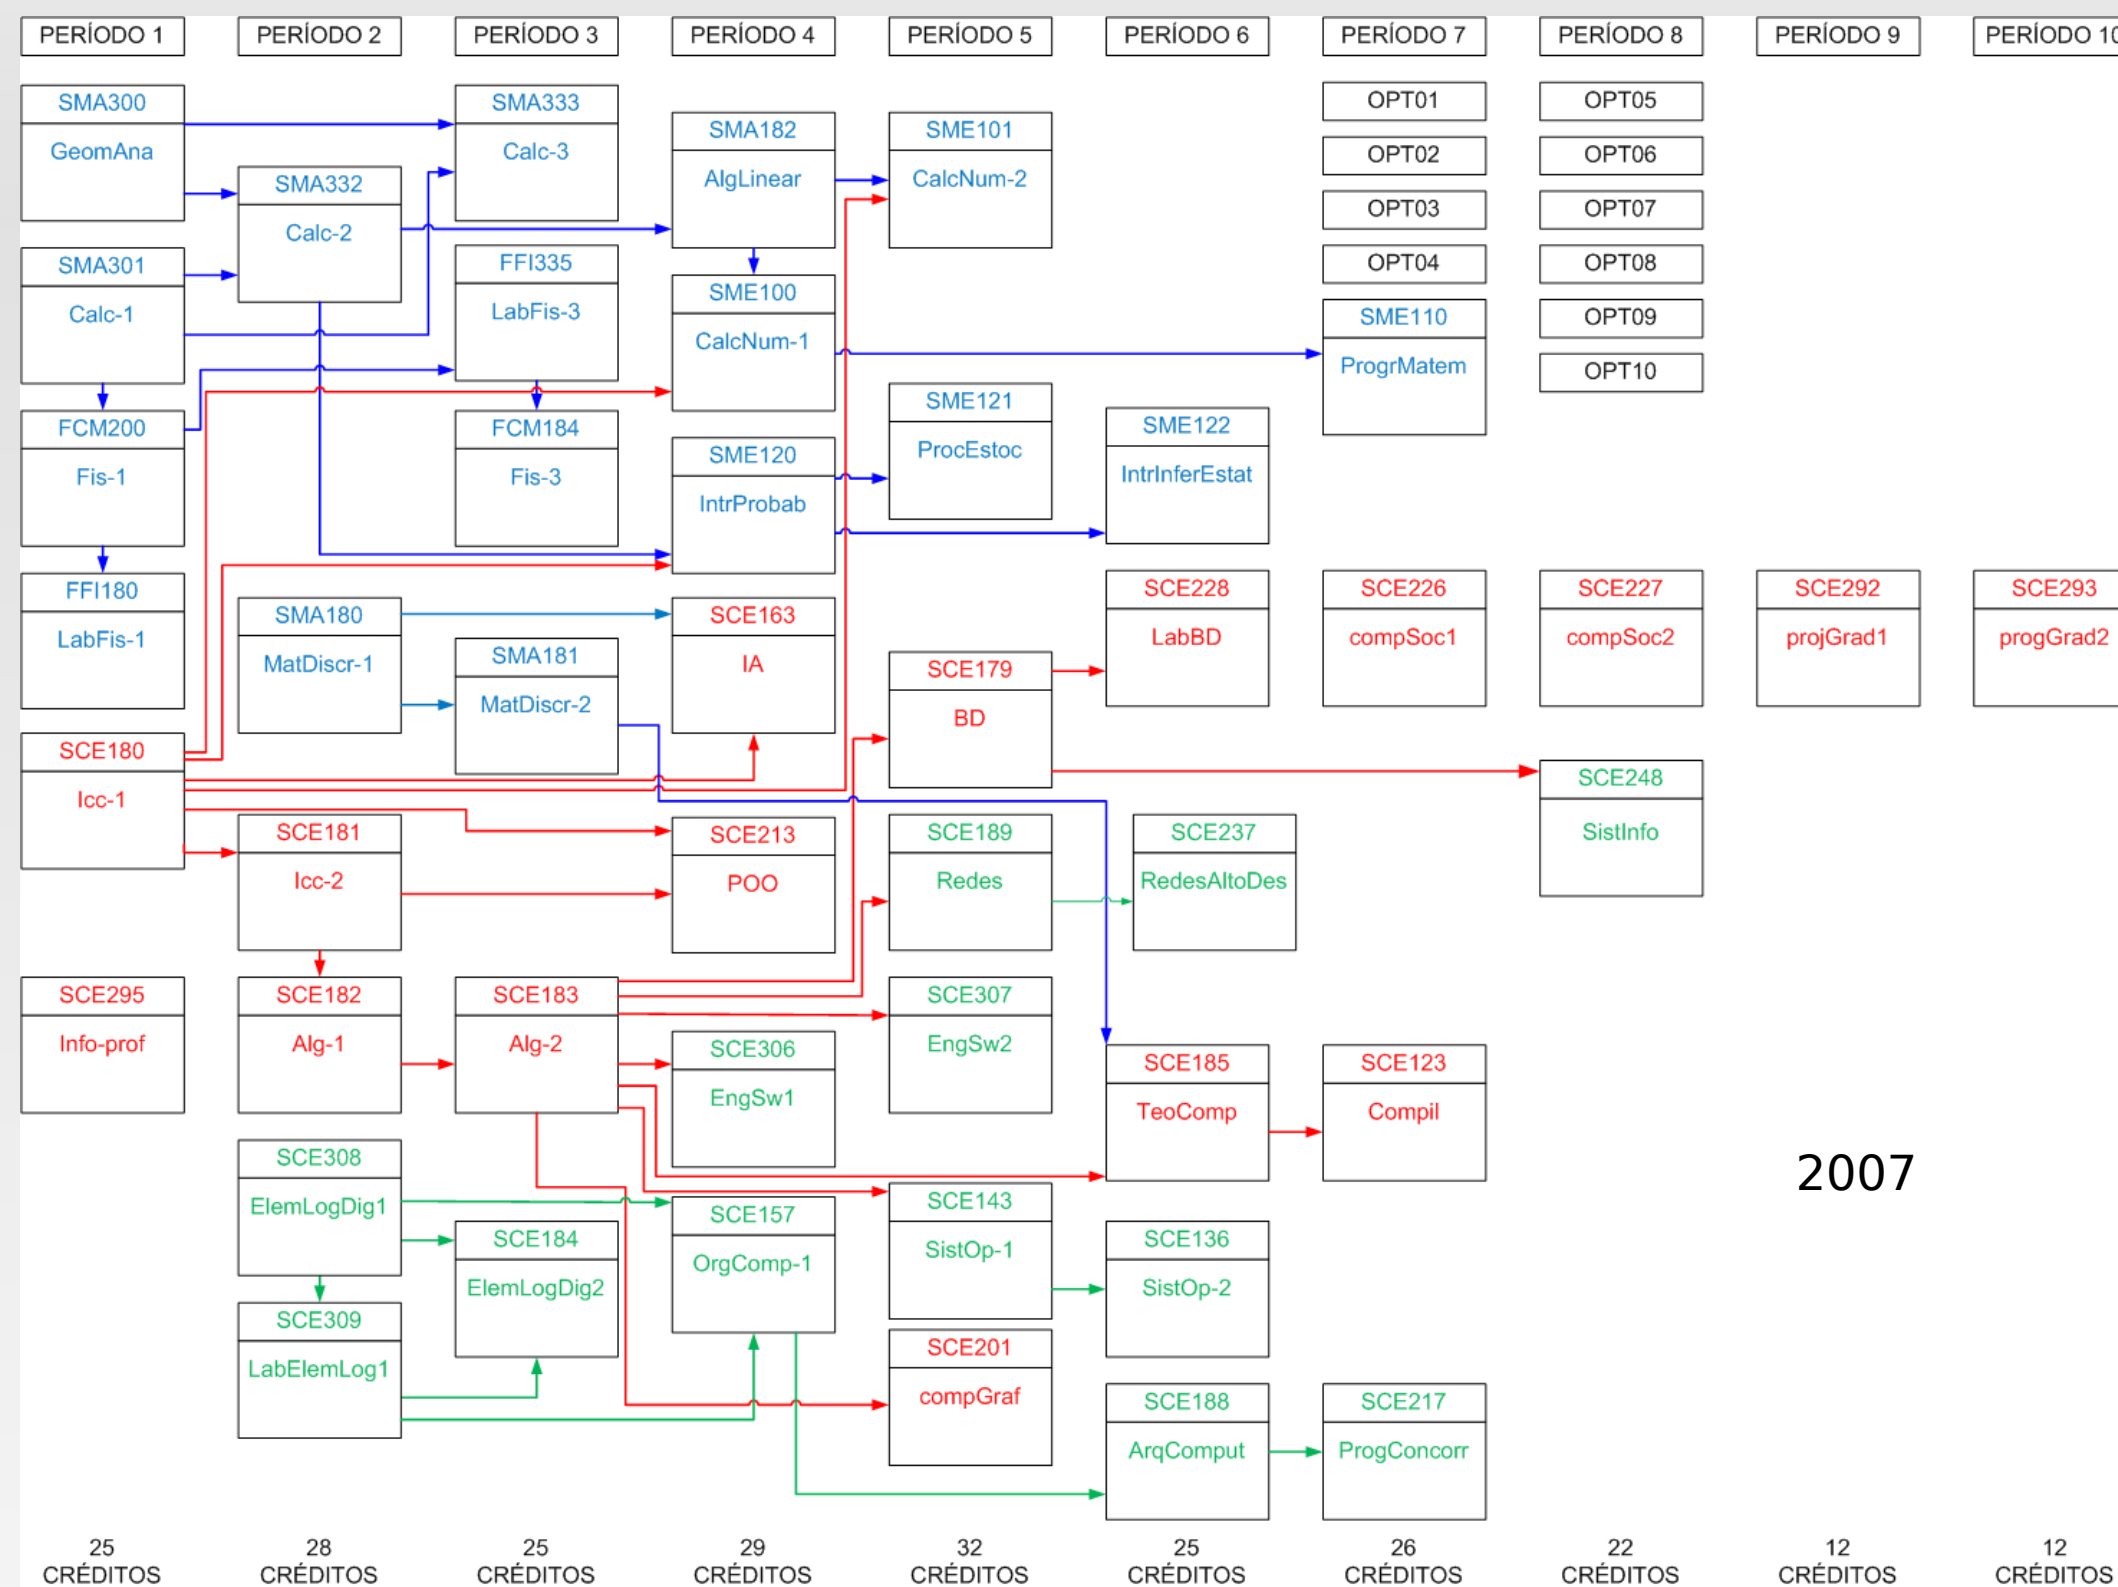 PERÍODO 1
PERÍODO 2
PERÍODO 3
PERÍODO 4
PERÍODO 5
PERÍODO 6
PERÍODO 7
PERÍODO 8
PERÍODO 9
PERÍODO 10
SMA300
GeomAna
SMA301
Calc-1
FCM200
Fis-1
FFI180
LabFis-1
SCE180
Icc-1
SCE295
Info-prof
SMA332
Calc-2
SMA180
MatDiscr-1
SCE181
Icc-2
SCE182
Alg-1
SCE308
ElemLogDig1
SCE309
LabElemLog1
SMA333
Calc-3
FFI335
LabFis-3
FCM184
Fis-3
SMA181
MatDiscr-2
SCE183
Alg-2
SCE184
ElemLogDig2
SMA182
AlgLinear
SME100
CalcNum-1
SME120
IntrProbab
SCE163
IA
SCE213
POO
SCE306
EngSw1
SCE157
OrgComp-1
SME101
CalcNum-2
SME121
ProcEstoc
SCE179
BD
SCE189
Redes
SCE307
EngSw2
SCE143
SistOp-1
SCE201
compGraf
SME122
IntrInferEstat
SCE228
LabBD
SCE237
RedesAltoDes
SCE185
TeoComp
SCE136
SistOp-2
SCE188
ArqComput
OPT01
OPT02
OPT03
OPT04
SME110
ProgrMatem
SCE226
compSoc1
SCE123
Compil
SCE217
ProgConcorr
OPT05
OPT06
OPT07
OPT08
OPT09
OPT10
SCE227
compSoc2
SCE248
SistInfo
SCE292
projGrad1
SCE293
progGrad2
2007
25
CRÉDITOS
28
CRÉDITOS
25
CRÉDITOS
29
CRÉDITOS
32
CRÉDITOS
25
CRÉDITOS
26
CRÉDITOS
22
CRÉDITOS
12
CRÉDITOS
12
CRÉDITOS